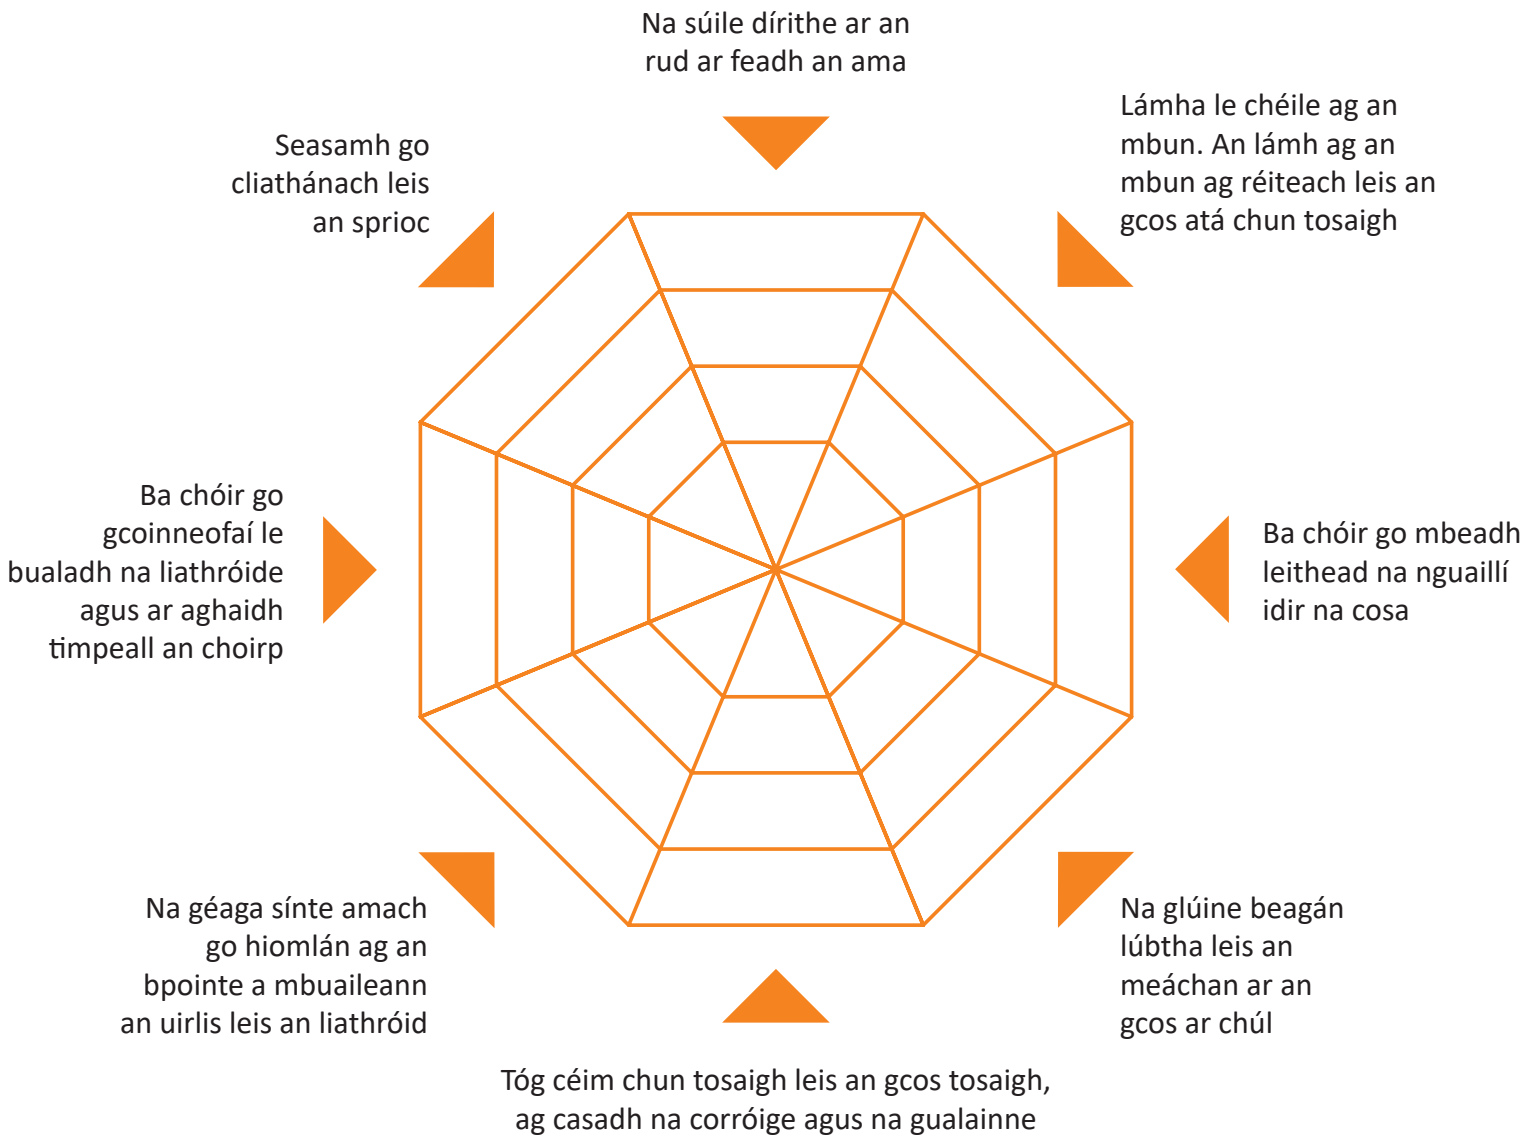 Na súile dírithe ar an
rud ar feadh an ama
Lámha le chéile ag an
mbun. An lámh ag an
mbun ag réiteach leis an
gcos atá chun tosaigh
Ba chóir go mbeadh
leithead na nguaillí
idir na cosa
Na glúine beagán
lúbtha leis an
meáchan ar an
gcos ar chúl
Tóg céim chun tosaigh leis an gcos tosaigh,
ag casadh na corróige agus na gualainne
Na géaga sínte amach
go hiomlán ag an
bpointe a mbuaileann
an uirlis leis an liathróid
Ba chóir go
gcoinneofaí le
bualadh na liathróide
agus ar aghaidh
timpeall an choirp
Seasamh go
cliathánach leis
an sprioc